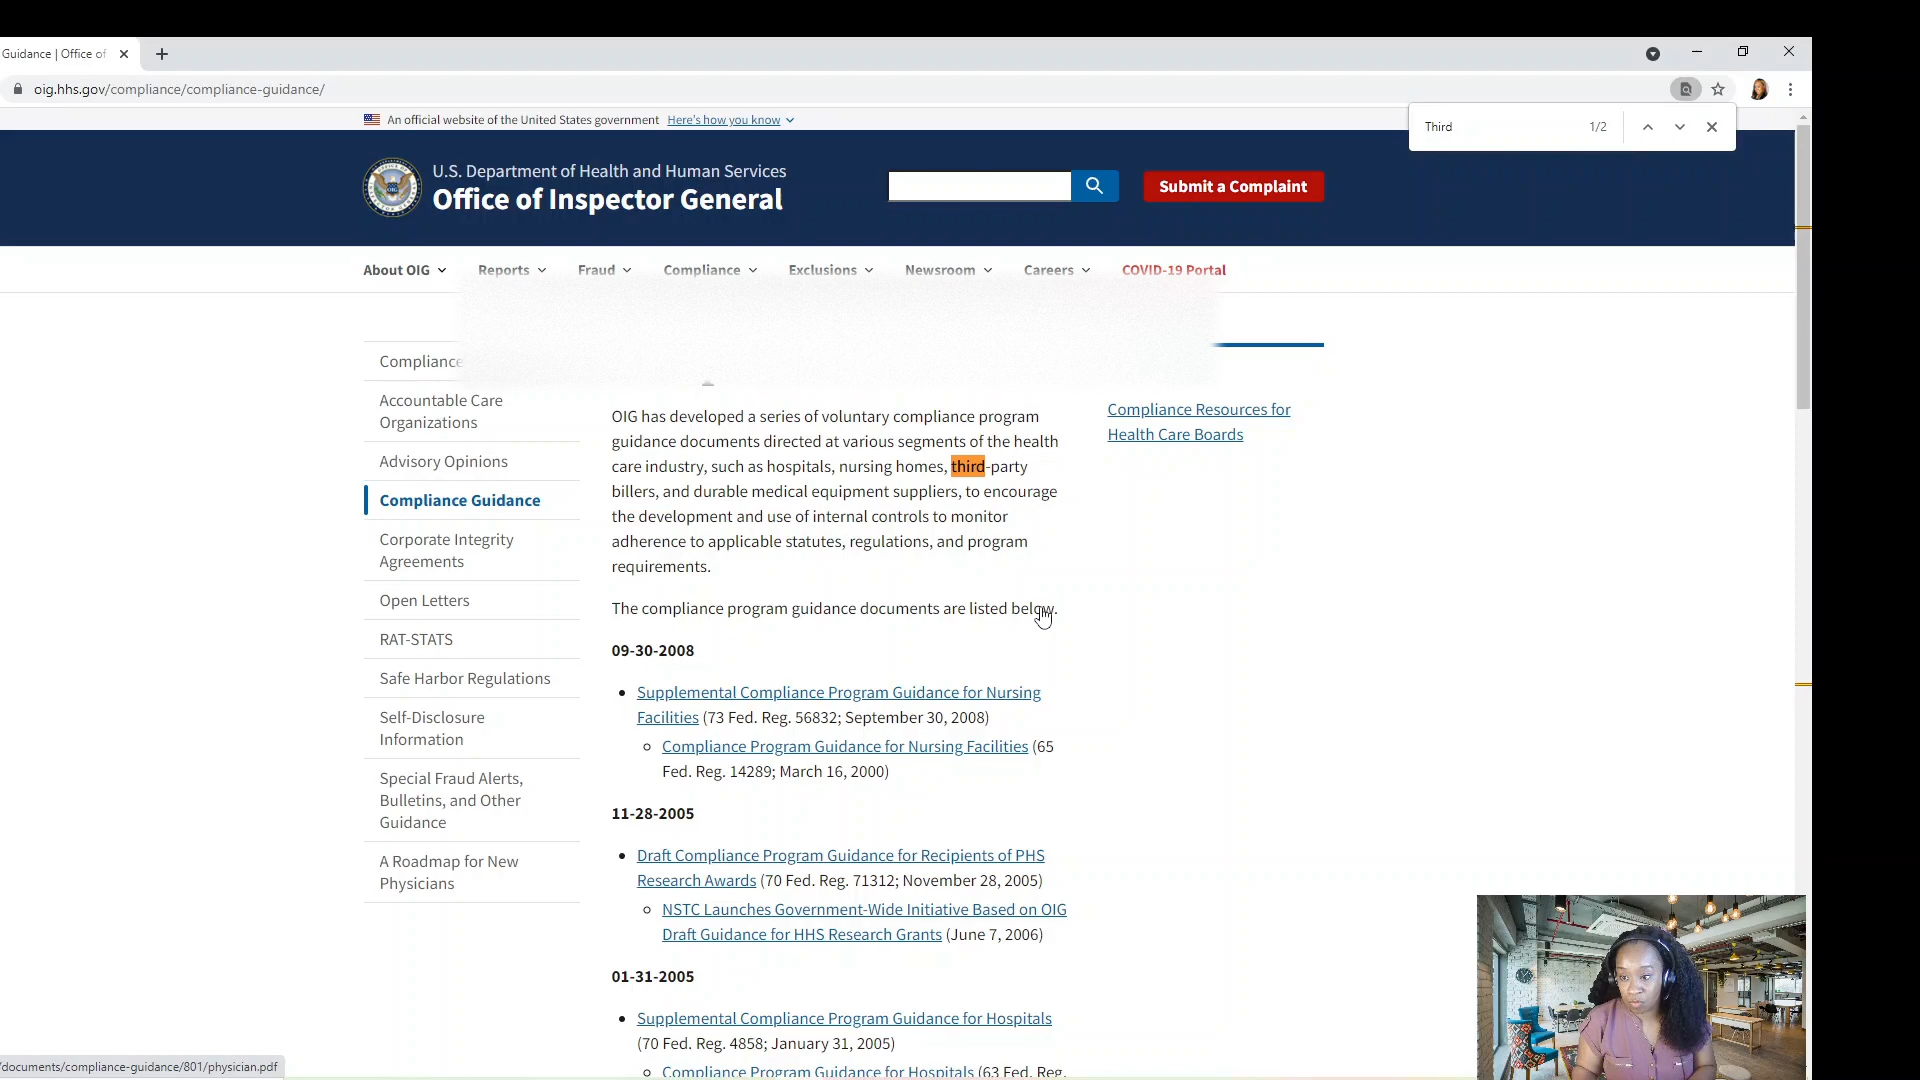 Guidance | Office of
oig.hhs.gov/compliance/compliance-guidance/
Third
1/2
An official website of the United States government Here's how you know
U.S. Department of Health and Human Services
Office of Inspector General
Submit a Complaint
About OIG
Reports
Fraud
Compliance
Exclusions
Newsroom
Careers
COVID-19 Portal
Compliance
Accountable Care
Organizations
Advisory Opinions
Compliance Guidance
Corporate Integrity
Agreements
Open Letters
RAT-STATS
Safe Harbor Regulations
Self-Disclosure
Information
Special Fraud Alerts,
Bulletins, and Other
Guidance
A Roadmap for New
Physicians
OIG has developed a series of voluntary compliance program
guidance documents directed at various segments of the health
care industry, such as hospitals, nursing homes, third-party
billers, and durable medical equipment suppliers, to encourage
the development and use of internal controls to monitor
adherence to applicable statutes, regulations, and program
requirements.
The compliance program guidance documents are listed below.
09-30-2008
Supplemental Compliance Program Guidance for Nursing
Facilities (73 Fed. Reg. 56832; September 30, 2008)
Compliance Program Guidance for Nursing Facilities (65
Fed. Reg. 14289; March 16, 2000)
11-28-2005
Draft Compliance Program Guidance for Recipients of PHS
Research Awards (70 Fed. Reg. 71312; November 28, 2005)
NSTC Launches Government-Wide Initiative Based on OIG
Draft Guidance for HHS Research Grants (June 7, 2006)
01-31-2005
Supplemental Compliance Program Guidance for Hospitals
(70 Fed. Reg. 4858; January 31, 2005)
Compliance Program Guidance for Hospitals (63 Fed. Reg.
Compliance Resources for
Health Care Boards
/documents/compliance-guidance/801/physician.pdf